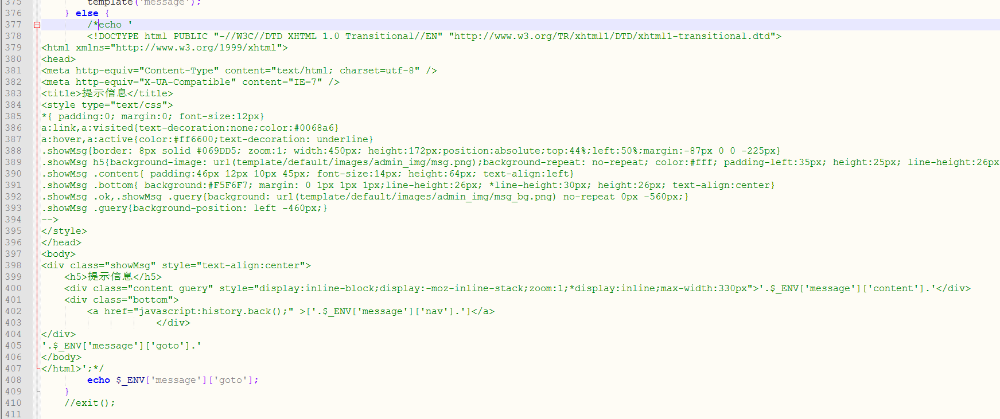 375 template('message');
376 } else {
377 /*echo '
378 <!DOCTYPE html PUBLIC "-//W3C//DTD XHTML 1.0 Transitional//EN" "http://www.w3.org/TR/xhtml1/DTD/xhtml1-transitional.dtd">
379 <html xmlns="http://www.w3.org/1999/xhtml">
380 <head>
381 <meta http-equiv="Content-Type" content="text/html; charset=utf-8" />
382 <meta http-equiv="X-UA-Compatible" content="IE=7" />
383 <title>提示信息</title>
384 <style type="text/css">
385 *{ padding:0; margin:0; font-size:12px}
386 a:link,a:visited{text-decoration:none;color:#0068a6}
387 a:hover,a:active{color:#ff6600;text-decoration: underline}
388 .showMsg{border: 8px solid #069DD5; zoom:1; width:450px; height:172px;position:absolute;top:44%;left:50%;margin:-87px 0 0 -225px}
389 .showMsg h5{background-image: url(template/default/images/admin_img/msg.png);background-repeat: no-repeat; color:#fff; padding-left:35px; height:25px; line-height:26px
390 .showMsg .content{ padding:46px 12px 10px 45px; font-size:14px; height:64px; text-align:left}
391 .showMsg .bottom{ background:#F5F6F7; margin: 0 1px 1px 1px;line-height:26px; *line-height:30px; height:26px; text-align:center}
392 .showMsg .ok,.showMsg .guery{background: url(template/default/images/admin_img/msg_bg.png) no-repeat 0px -560px;}
393 .showMsg .guery{background-position: left -460px;}
394 -->
395 </style>
396 </head>
397 <body>
398 <div class="showMsg" style="text-align:center">
399 <h5>提示信息</h5>
400 <div class="content guery" style="display:inline-block;display:-moz-inline-stack;zoom:1;*display:inline;max-width:330px">'.$_ENV['message']['content'].'</div>
401 <div class="bottom">
402 <a href="javascript:history.back();" >['.$_ENV['message']['nav'].']</a>
403 </div>
404 </div>
405 '.$_ENV['message']['goto'].'
406 </body>
407 </html>';*/
408 echo $_ENV['message']['goto'];
409 }
410 //exit();
411